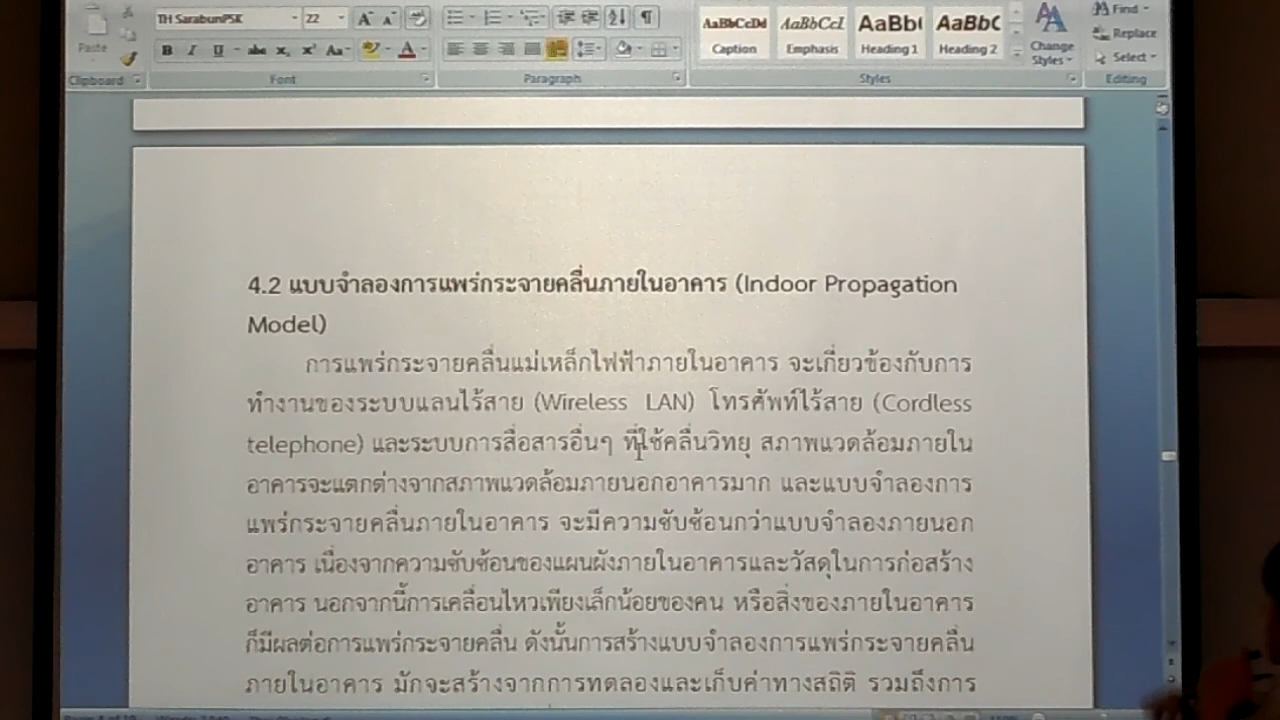 TH SarabunPSK 22
Paste
B I U abc x₂ x² Aa A
AaBbCcDd AaBbCcI AaBb( AaBbC
Caption Emphasis Heading 1 Heading 2
Change Styles
Find
Replace
Select
Clipboard Font Paragraph Styles Editing
4.2 แบบจำลองการแพร่กระจายคลื่นภายในอาคาร (Indoor Propagation
Model)
การแพร่กระจายคลื่นแม่เหล็กไฟฟ้าภายในอาคาร จะเกี่ยวข้องกับการ
ทำงานของระบบแลนไร้สาย (Wireless LAN) โทรศัพท์ไร้สาย (Cordless
telephone) และระบบการสื่อสารอื่นๆ ที่ใช้คลื่นวิทยุ สภาพแวดล้อมภายใน
อาคารจะแตกต่างจากสภาพแวดล้อมภายนอกอาคารมาก และแบบจำลองการ
แพร่กระจายคลื่นภายในอาคาร จะมีความซับซ้อนกว่าแบบจำลองภายนอก
อาคาร เนื่องจากความซับซ้อนของแผนผังภายในอาคารและวัสดุในการก่อสร้าง
อาคาร นอกจากนี้การเคลื่อนไหวเพียงเล็กน้อยของคน หรือสิ่งของภายในอาคาร
ก็มีผลต่อการแพร่กระจายคลื่น ดังนั้นการสร้างแบบจำลองการแพร่กระจายคลื่น
ภายในอาคาร มักจะสร้างจากการทดลองและเก็บค่าทางสถิติ รวมถึงการ